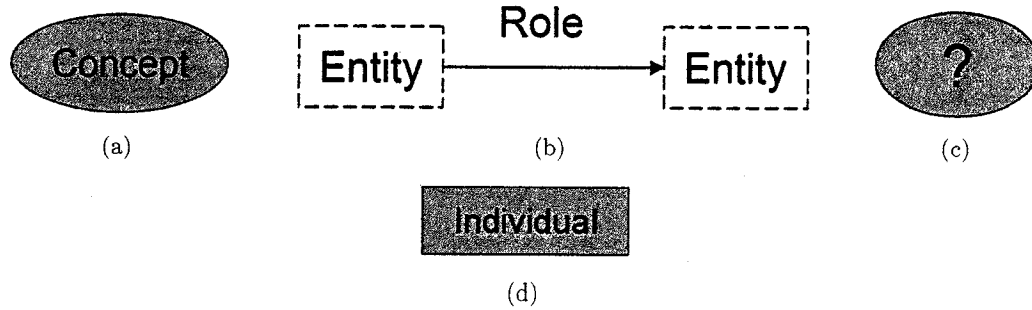 Concept
Role
Entity
Entity
?
(a)
(b)
(c)
Individual
(d)